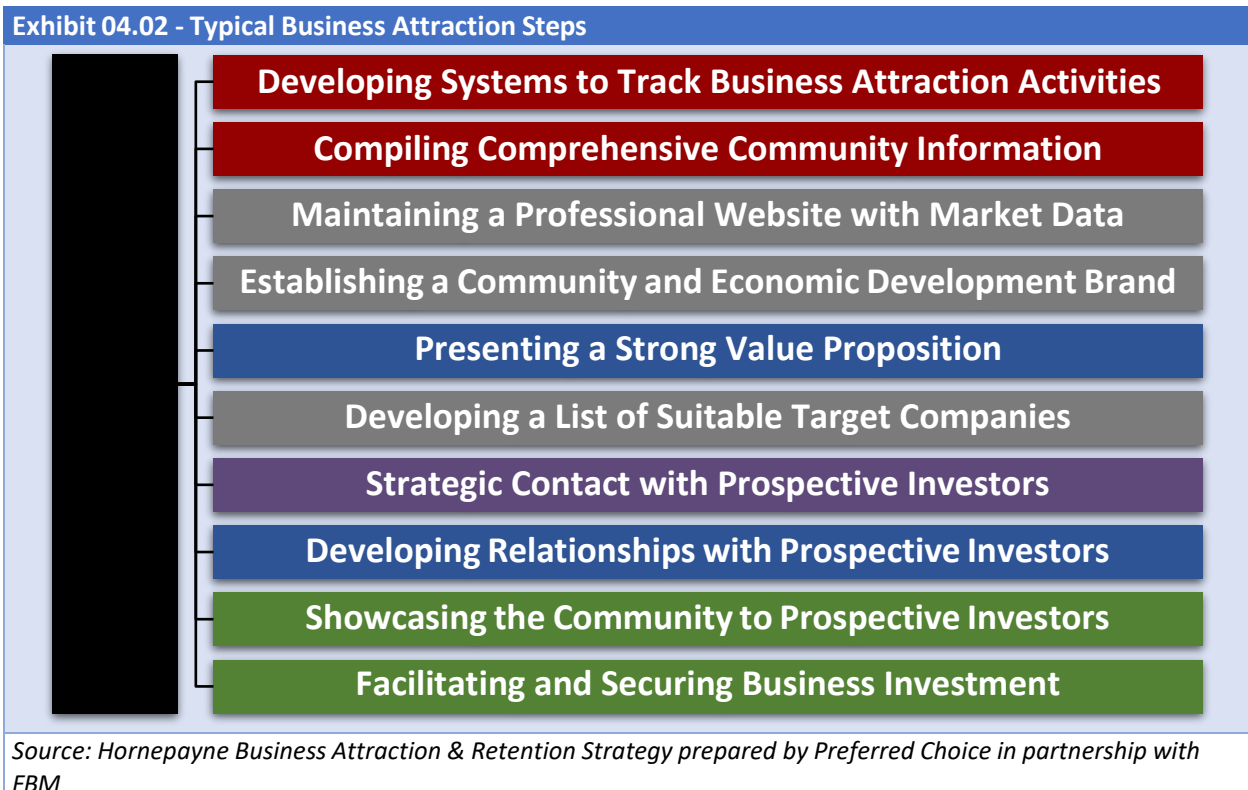 Exhibit 04.02 - Typical Business Attraction Steps
Developing Systems to Track Business Attraction Activities
Compiling Comprehensive Community Information
Maintaining a Professional Website with Market Data
Establishing a Community and Economic Development Brand
Presenting a Strong Value Proposition
Developing a List of Suitable Target Companies
Strategic Contact with Prospective Investors
Developing Relationships with Prospective Investors
Showcasing the Community to Prospective Investors
Facilitating and Securing Business Investment
Source: Hornepayne Business Attraction & Retention Strategy prepared by Preferred Choice in partnership with